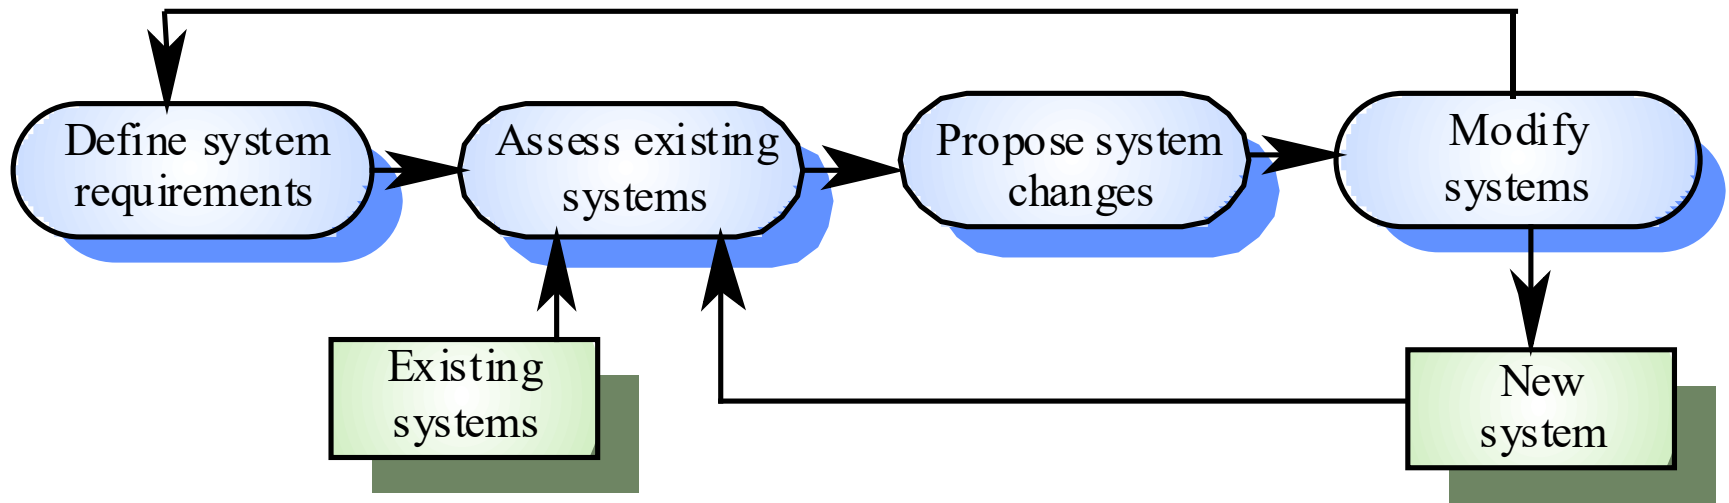 Define system
requirements
Assess existing
systems
Propose system
changes
Modify
systems
Existing
systems
New
system